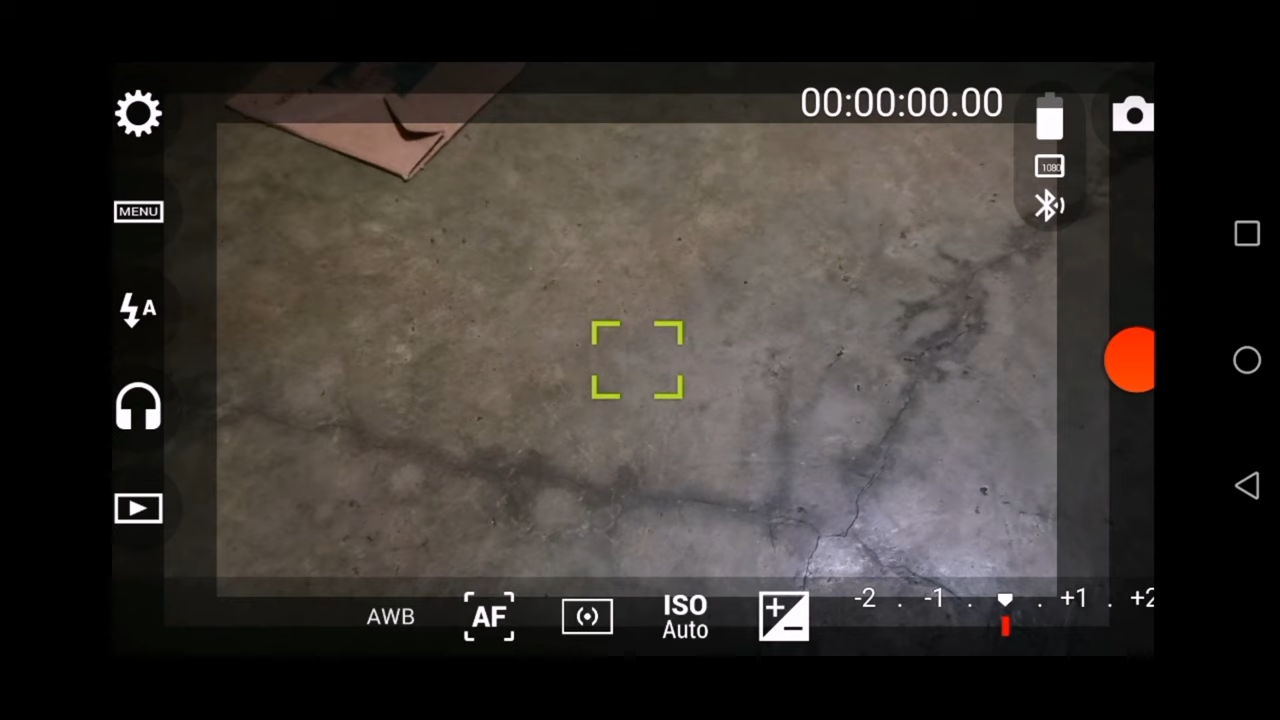 00:00:00.00
1080
MENU
A
AWB
AF
ISO
Auto
-2 . -1 . . +1 . +2